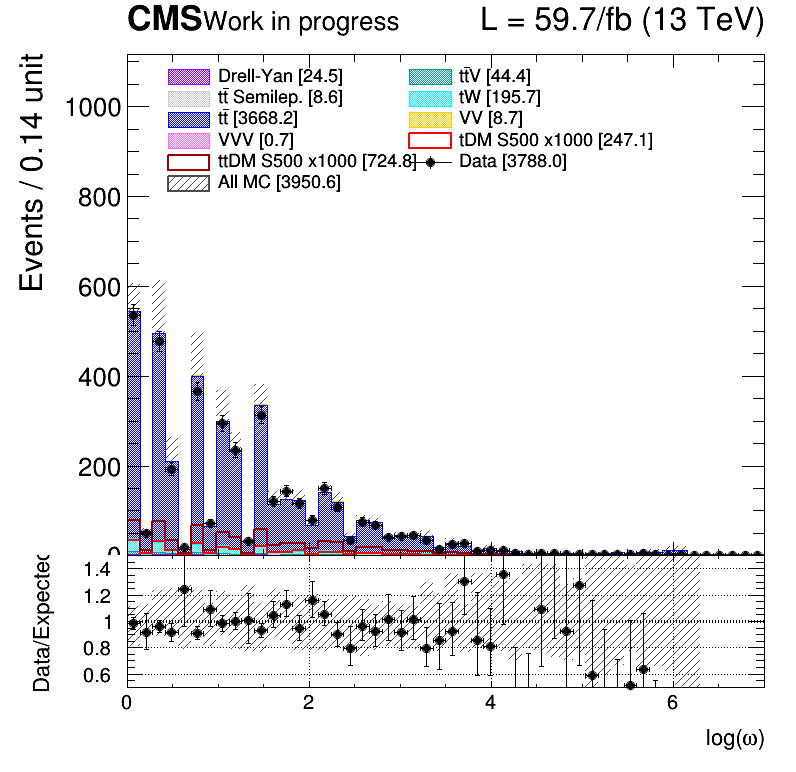 CMS Work in progress L = 59.7/fb (13 TeV)
Events / 0.14 unit
1000
800
600
400
200
0
Drell-Yan [24.5]
tt̄ Semilep. [8.6]
tt̄ [3668.2]
VVV [0.7]
ttDM S500 x1000 [724.8]
All MC [3950.6]
tt̄V [44.4]
tW [195.7]
VV [8.7]
tDM S500 x1000 [247.1]
Data [3788.0]
Data/Expected
1.4
1.2
1
0.8
0.6
0 2 4 6
log(ω)